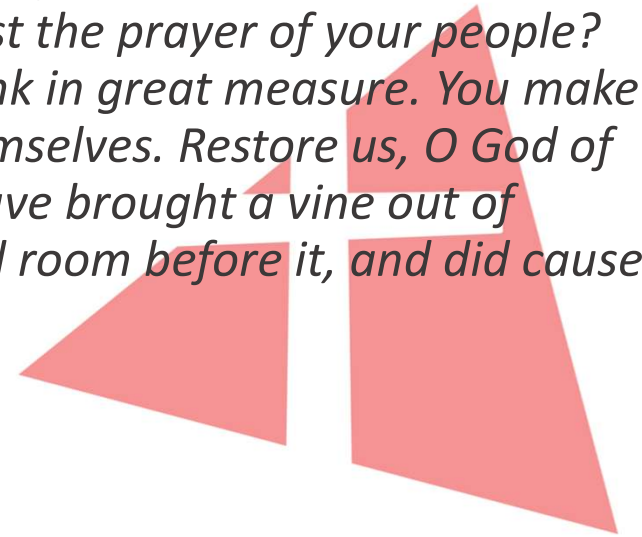 st the prayer of your people?
nk in great measure. You make
mselves. Restore us, O God of
ve brought a vine out of
room before it, and did cause